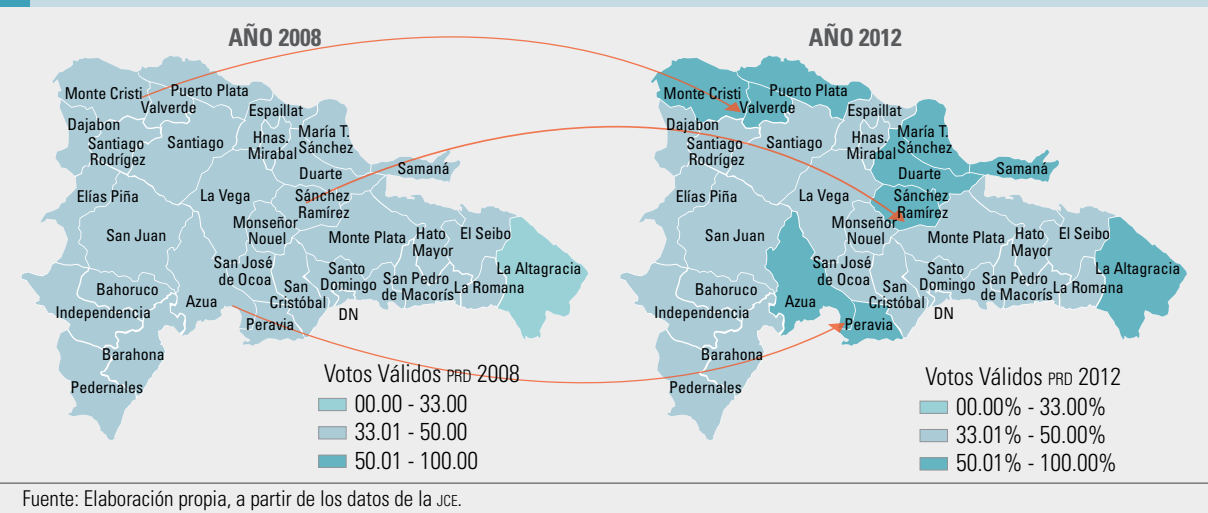 AÑO 2008
Monte Cristi
Puerto Plata
Valverde
Espaillat
Dajabon
Santiago
Rodrígez
Santiago
Hnas.
Mirabal
María T.
Sánchez
Duarte
Samaná
Elías Piña
La Vega
Sánchez
Ramírez
San Juan
Monseñor
Nouel
Monte Plata
Hato
Mayor
El Seibo
La Altagracia
Bahoruco
San José
de Ocoa
San
Cristóbal
Santo
Domingo
San Pedro
de Macorís
La Romana
Independencia
Azua
Peravia
DN
Barahona
Pedernales
Votos Válidos PRD 2008
00.00 - 33.00
33.01 - 50.00
50.01 - 100.00
AÑO 2012
Monte Cristi
Puerto Plata
Valverde
Espaillat
Dajabon
Santiago
Rodrígez
Santiago
Hnas.
Mirabal
María T.
Sánchez
Duarte
Samaná
Elías Piña
La Vega
Sánchez
Ramírez
San Juan
Monseñor
Nouel
Monte Plata
Hato
Mayor
El Seibo
La Altagracia
Bahoruco
San José
de Ocoa
San
Cristóbal
Santo
Domingo
San Pedro
de Macorís
La Romana
Independencia
Azua
Peravia
DN
Barahona
Pedernales
Votos Válidos PRD 2012
00.00% - 33.00%
33.01% - 50.00%
50.01% - 100.00%
Fuente: Elaboración propia, a partir de los datos de la JCE.